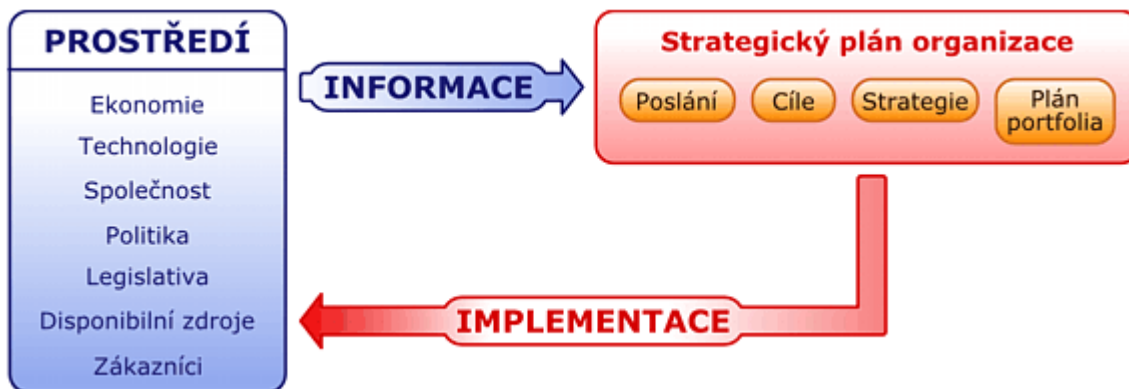 PROSTŘEDÍ
Ekonomie
Technologie
Společnost
Politika
Legislativa
Disponibilní zdroje
Zákazníci
INFORMACE
Strategický plán organizace
Poslání
Cíle
Strategie
Plán
portfolia
IMPLEMENTACE